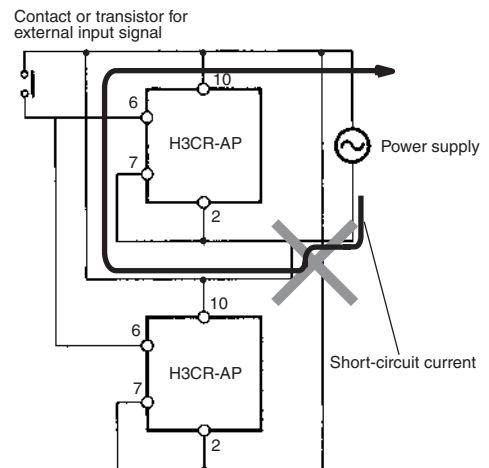 Contact or transistor for
external input signal
10
6
H3CR-AP
Power supply
7
2
10
6
Short-circuit current
H3CR-AP
7
2